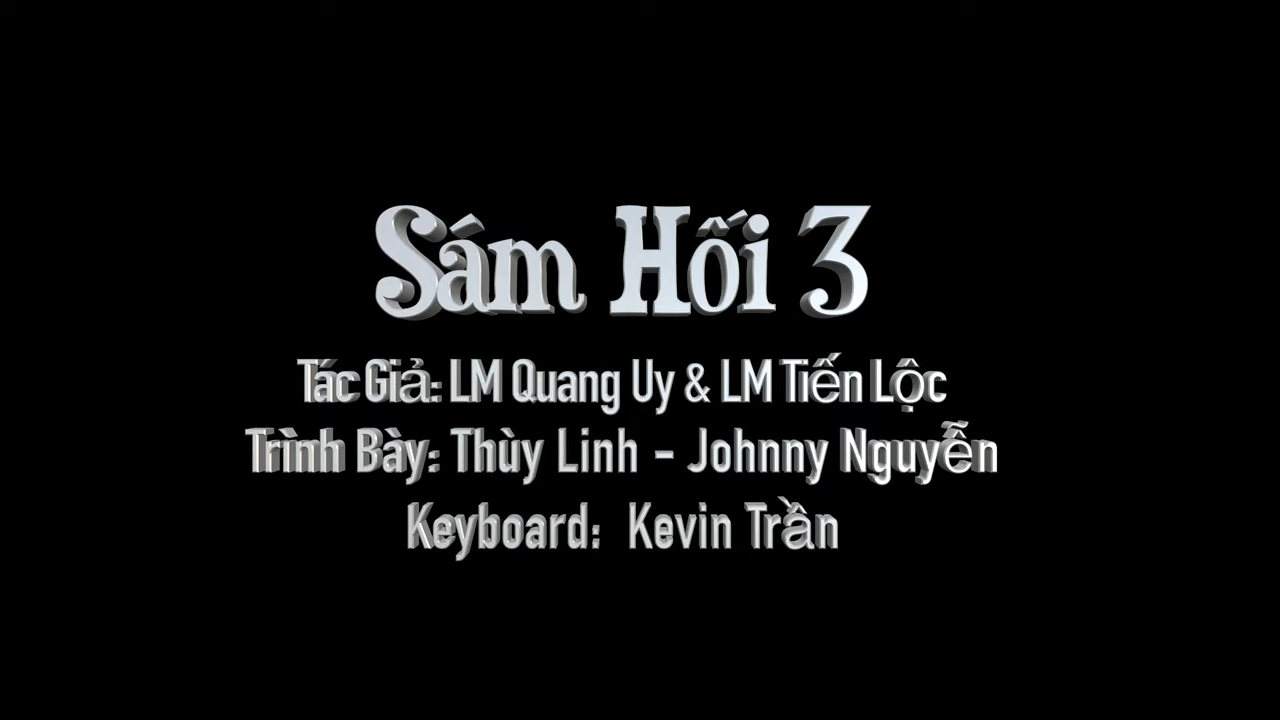 Sám Hối 3
Tác Giả: LM Quang Uy & LM Tiến Lộc
Trình Bày: Thùy Linh - Johnny Nguyễn
Keyboard: Kevin Trần